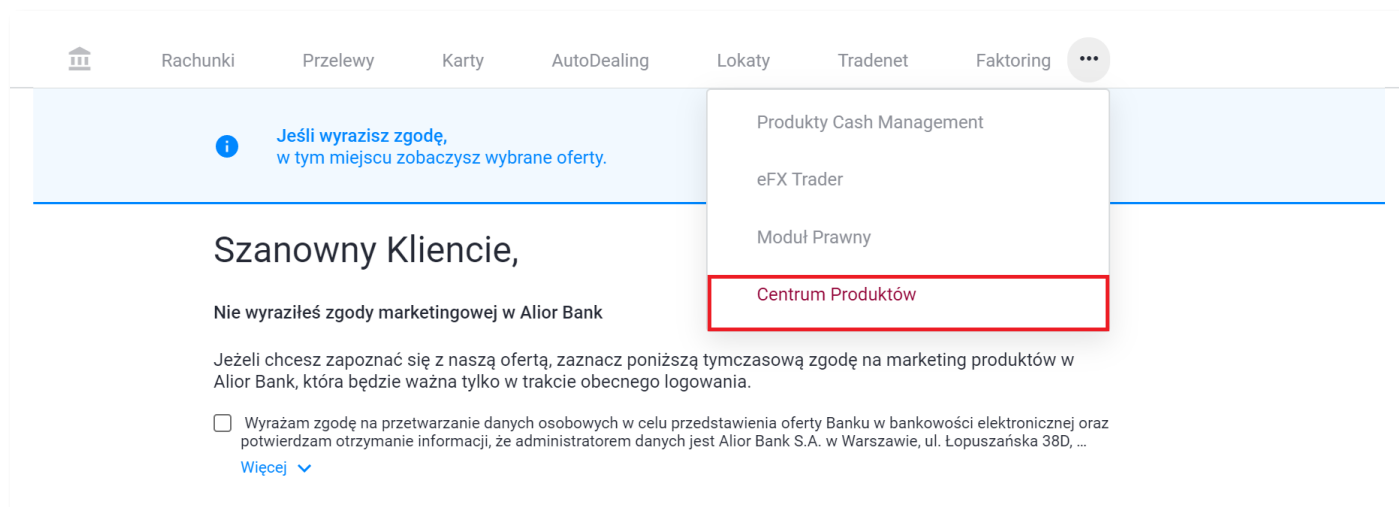 Rachunki Przelewy Karty AutoDealing Lokaty Tradenet Faktoring
Produkty Cash Management
eFX Trader
Moduł Prawny
Centrum Produktów
Jeśli wyrazisz zgodę,
w tym miejscu zobaczysz wybrane oferty.
Szanowny Kliencie,
Nie wyraziłeś zgody marketingowej w Alior Bank
Jeżeli chcesz zapoznać się z naszą ofertą, zaznacz poniższą tymczasową zgodę na marketing produktów w
Alior Bank, która będzie ważna tylko w trakcie obecnego logowania.
Wyrażam zgodę na przetwarzanie danych osobowych w celu przedstawienia oferty Banku w bankowości elektronicznej oraz
potwierdzam otrzymanie informacji, że administratorem danych jest Alior Bank S.A. w Warszawie, ul. Łopuszańska 38D, ...
Więcej